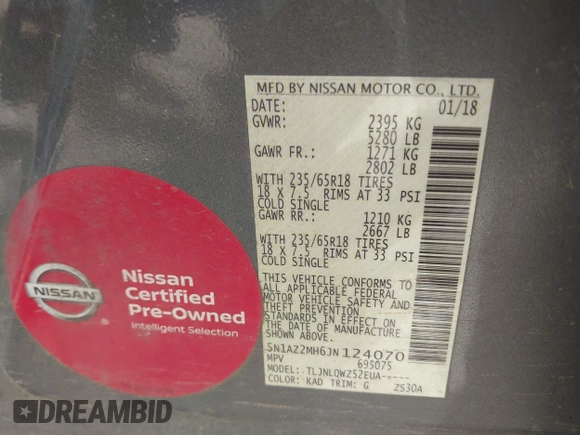 MFD BY NISSAN MOTOR CO., LTD.
DATE: 01/18
GVWR: 2395 KG
5280 LB
GAWR FR.: 1271 KG
2802 LB
WITH 235/65R18 TIRES
18 X 7.5 RIMS AT 33 PSI
COLD SINGLE
GAWR RR.: 1210 KG
2667 LB
WITH 235/65R18 TIRES
18 X 7.5 RIMS AT 33 PSI
COLD SINGLE
THIS VEHICLE CONFORMS TO
ALL APPLICABLE FEDERAL
MOTOR VEHICLE SAFETY AND
THEFT PREVENTION
STANDARDS IN EFFECT ON
THE DATE OF MANUFACTURE
SHOWN ABOVE.
5N1AZ2MH6JN124070
MPV 695075
MODEL: TLJNLQWZ52EUA-----
COLOR: KAD TRIM: G ZS30A
NISSAN
Nissan
Certified
Pre-Owned
Intelligent Selection
DREAMBID